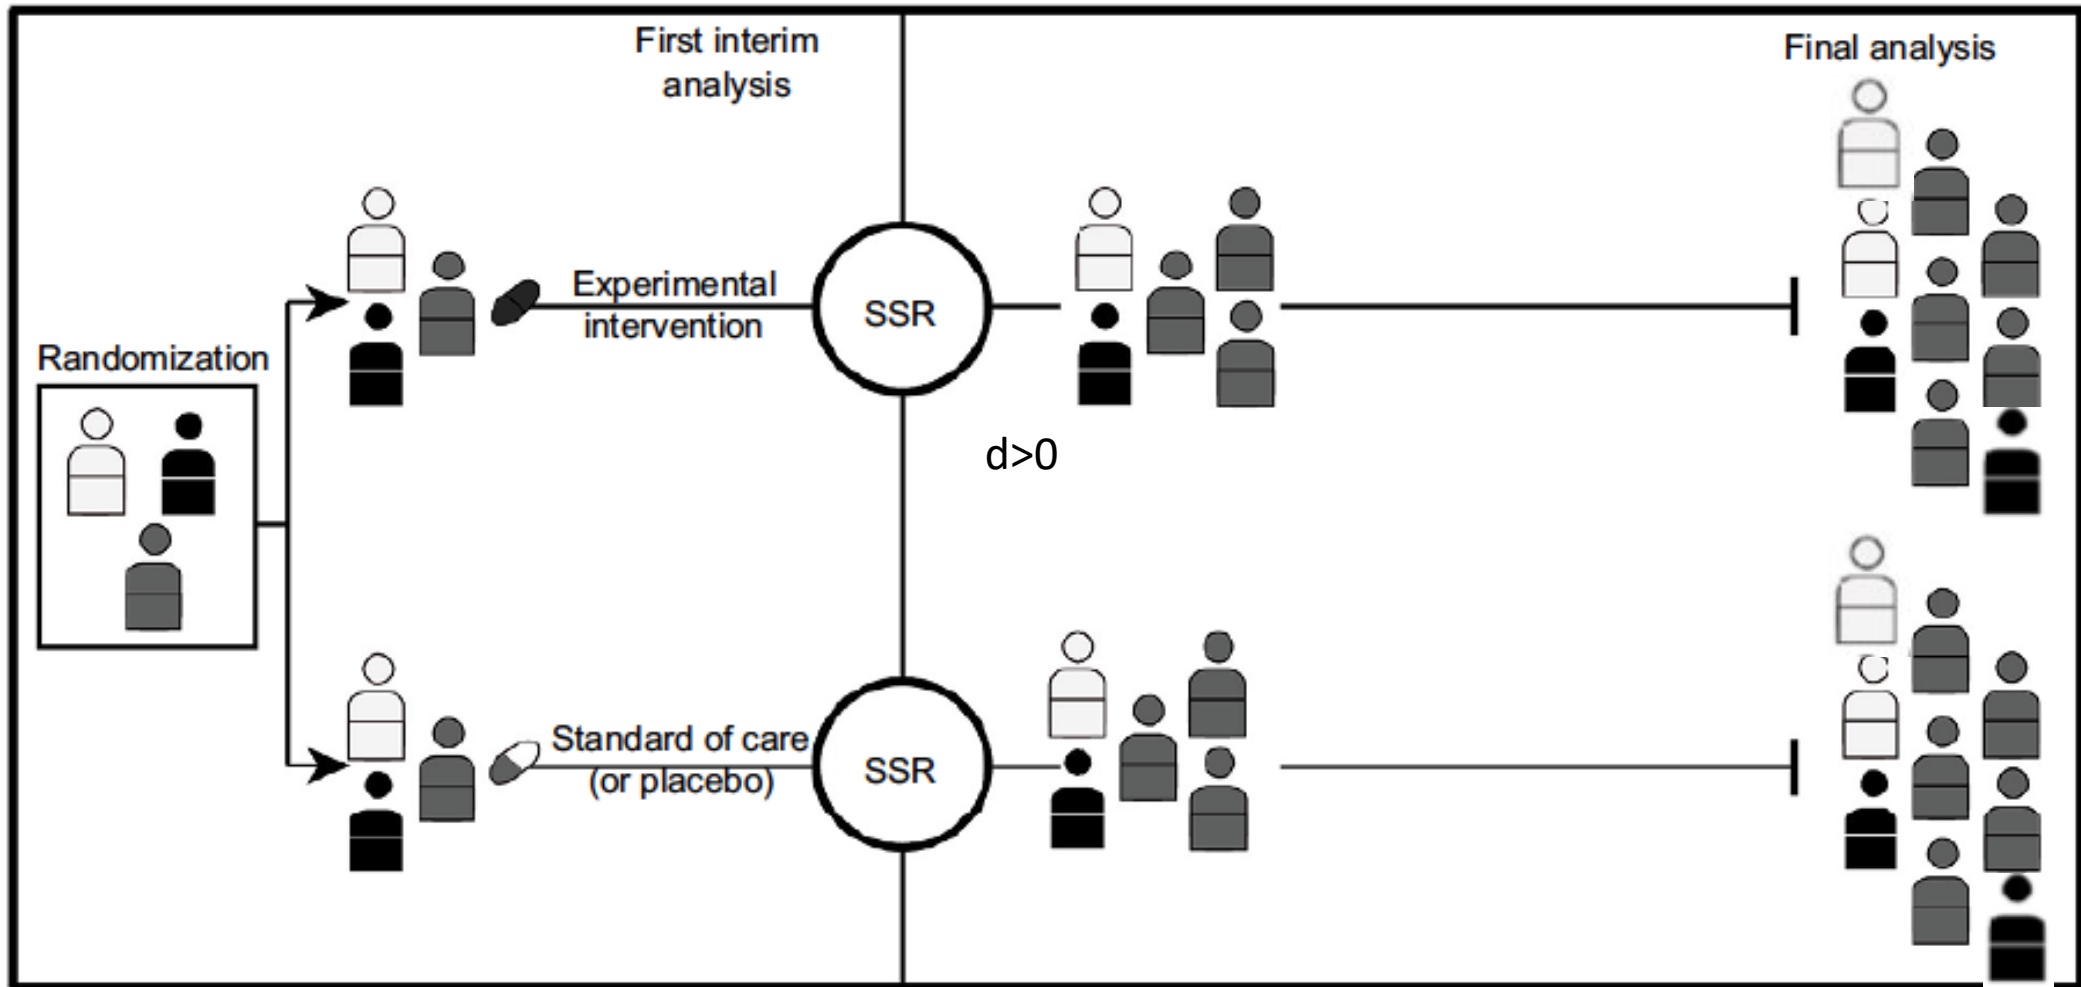 First interim
analysis
Final analysis
Experimental
intervention
SSR
Randomization
d>0
Standard of care
(or placebo)
SSR